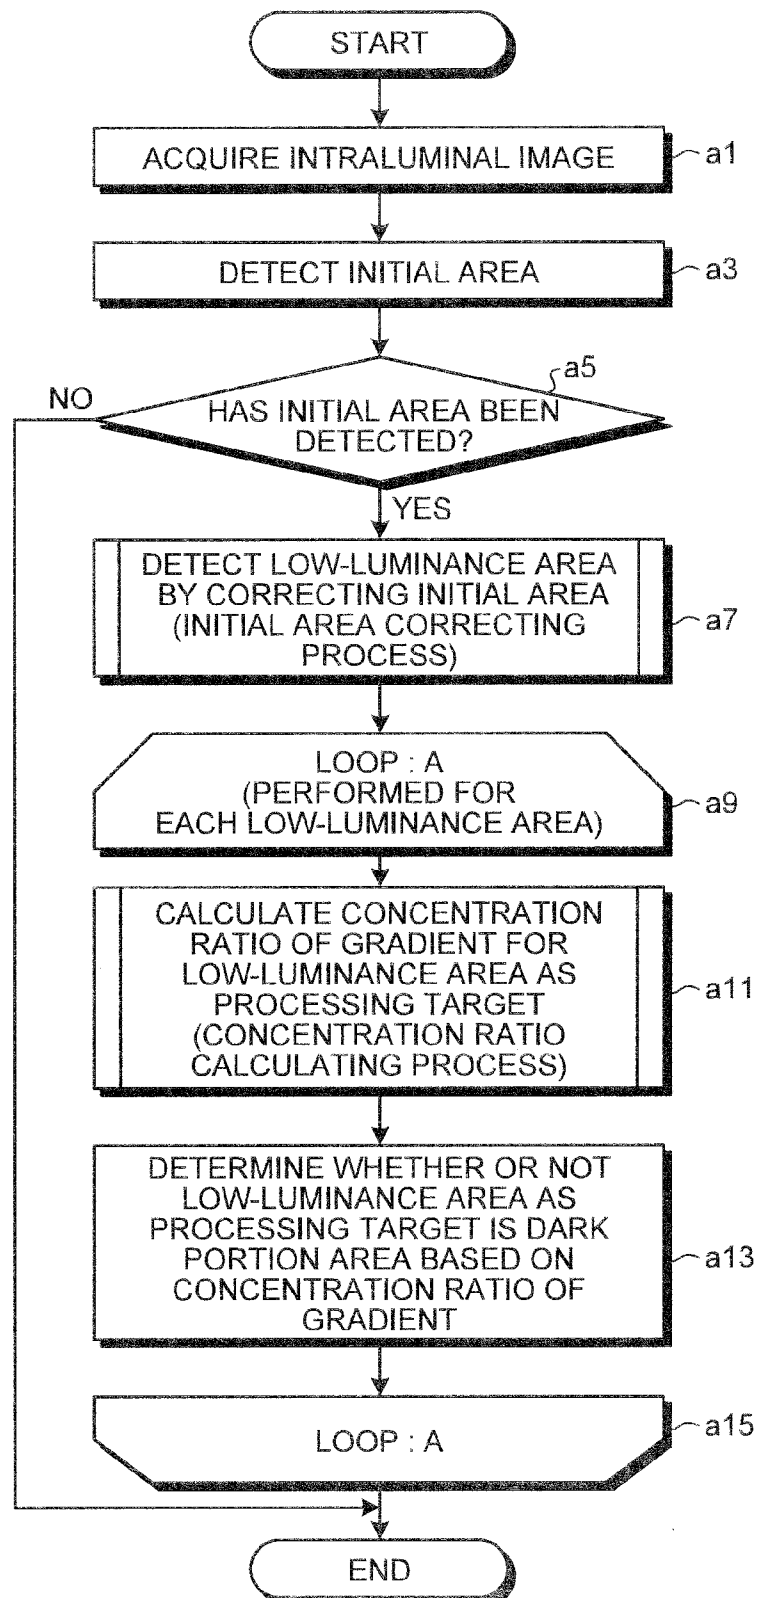 START
ACQUIRE INTRALUMINAL IMAGE
a1
DETECT INITIAL AREA
a3
a5
NO
HAS INITIAL AREA BEEN
DETECTED?
YES
DETECT LOW-LUMINANCE AREA
BY CORRECTING INITIAL AREA
(INITIAL AREA CORRECTING
PROCESS)
a7
LOOP : A
(PERFORMED FOR
EACH LOW-LUMINANCE AREA)
a9
CALCULATE CONCENTRATION
RATIO OF GRADIENT FOR
LOW-LUMINANCE AREA AS
PROCESSING TARGET
(CONCENTRATION RATIO
CALCULATING PROCESS)
a11
DETERMINE WHETHER OR NOT
LOW-LUMINANCE AREA AS
PROCESSING TARGET IS DARK
PORTION AREA BASED ON
CONCENTRATION RATIO OF
GRADIENT
a13
LOOP : A
a15
END